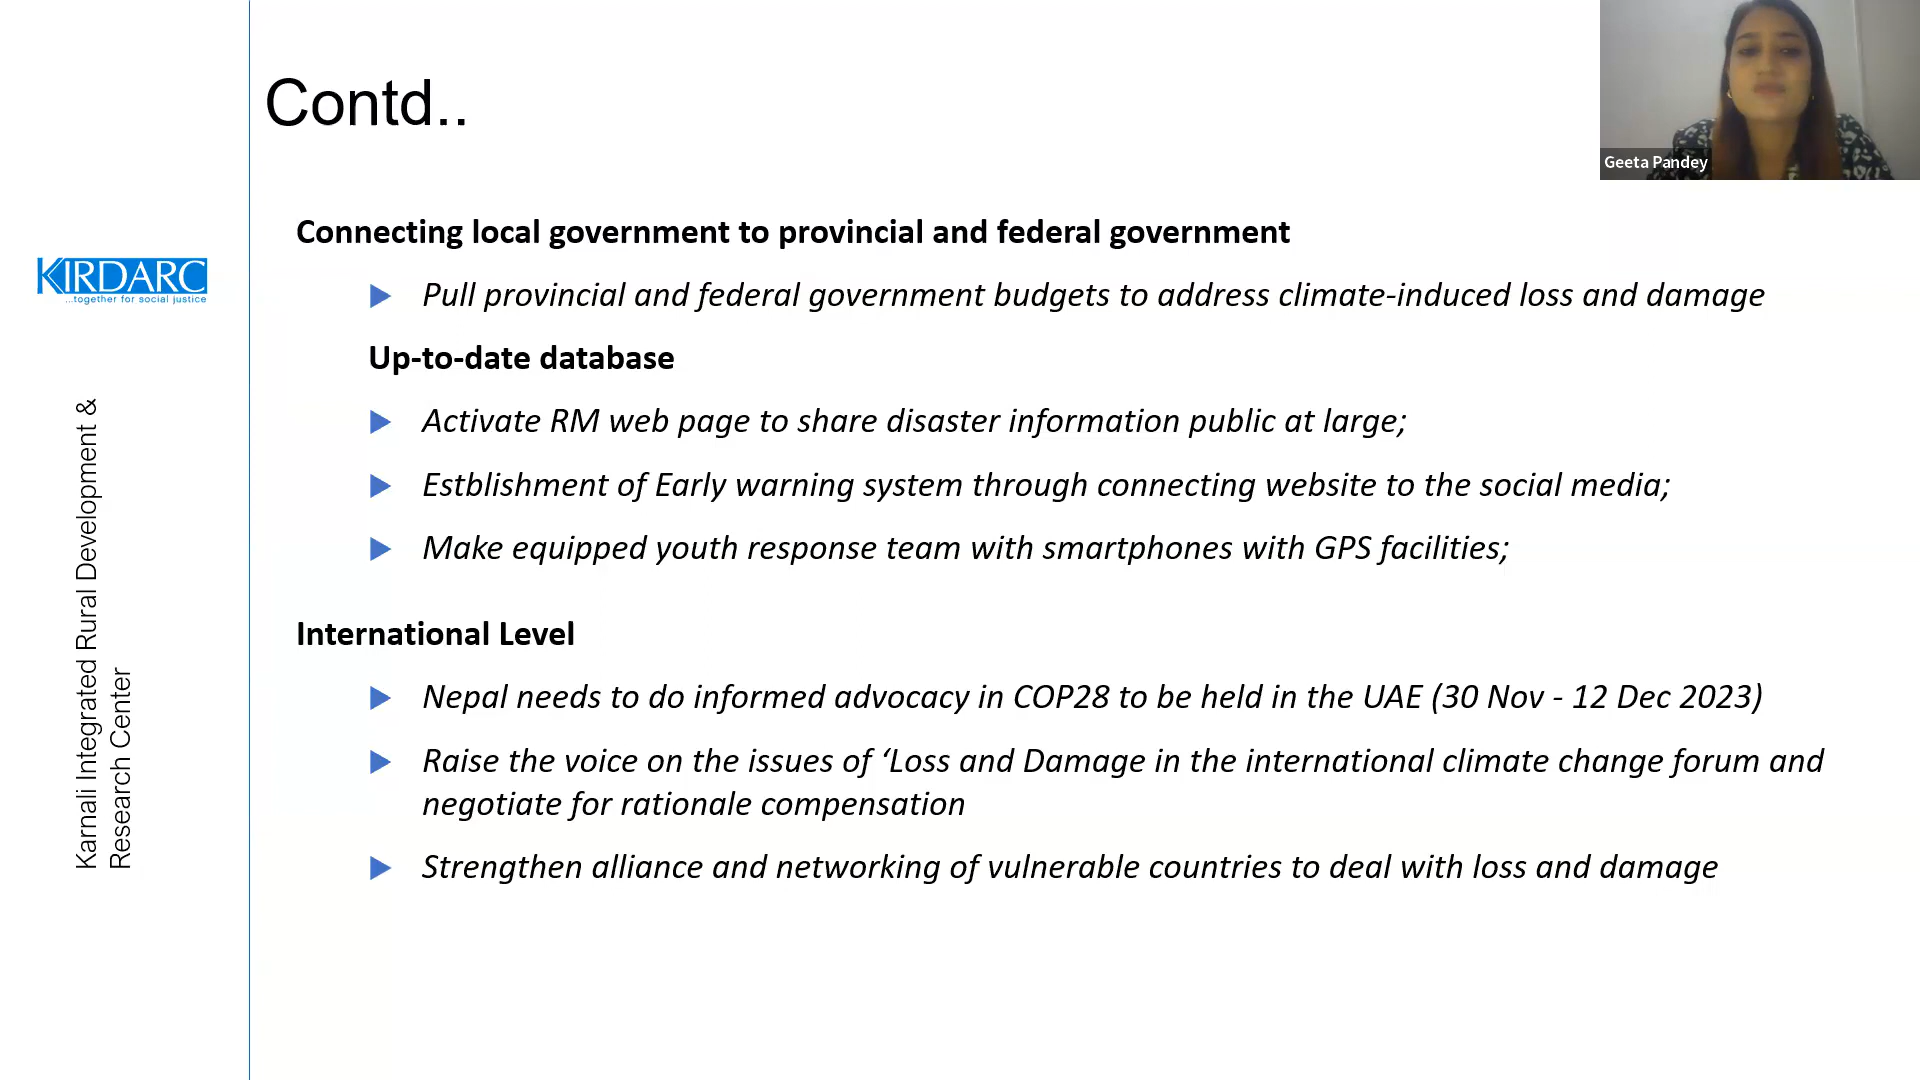 Contd..
Geeta Pandey
Connecting local government to provincial and federal government
Pull provincial and federal government budgets to address climate-induced loss and damage
Up-to-date database
Activate RM web page to share disaster information public at large;
Estblishment of Early warning system through connecting website to the social media;
Make equipped youth response team with smartphones with GPS facilities;
International Level
Nepal needs to do informed advocacy in COP28 to be held in the UAE (30 Nov - 12 Dec 2023)
Raise the voice on the issues of ‘Loss and Damage in the international climate change forum and
negotiate for rationale compensation
Strengthen alliance and networking of vulnerable countries to deal with loss and damage
KIRDARC
...together for social justice
Karnali Integrated Rural Development &
Research Center